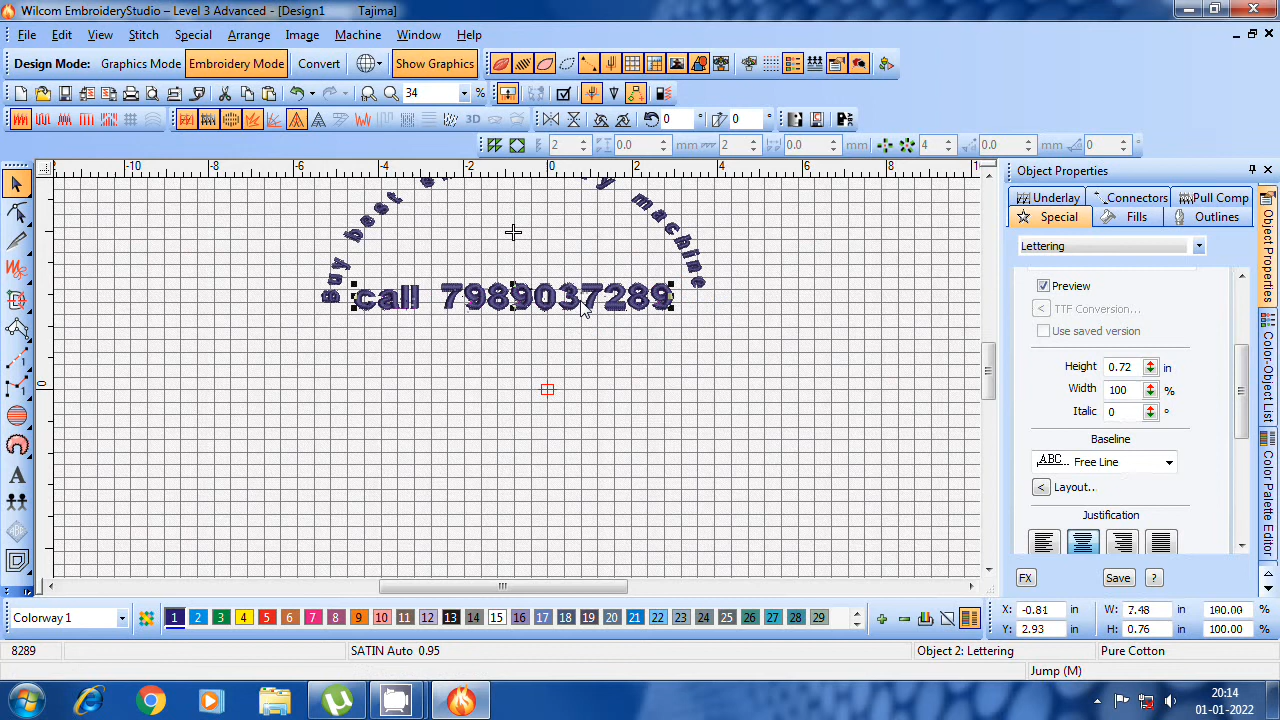 Wilcom EmbroideryStudio – Level 3 Advanced - [Design1 Tajima]
File Edit View Stitch Special Arrange Image Machine Window Help
Design Mode: Graphics Mode Embroidery Mode Convert Show Graphics
34 %
3D 0 ° 0 °
2 0.0 mm 2 0.0 mm 4 0.0 mm 0 °
-10 -8 -6 -4 -2 0 2 4 6 8
0
Buy
machine
call 7989037289
Object Properties
Underlay Connectors Pull Comp
Special Fills Outlines
Lettering
Preview
< TTF Conversion...
Use saved version
Height 0.72 in
Width 100 %
Italic 0 °
Baseline
ABC Free Line
< Layout...
Justification
FX Save ?
Object Properties
Color-Object List
Color Palette Editor
Colorway 1
1 2 3 4 5 6 7 8 9 10 11 12 13 14 15 16 17 18 19 20 21 22 23 24 25 26 27 28 29
X: -0.81 in W: 7.48 in 100.00 %
Y: 2.93 in H: 0.76 in 100.00 %
8289 SATIN Auto 0.95 Object 2: Lettering Pure Cotton
Jump (M)
20:14
01-01-2022